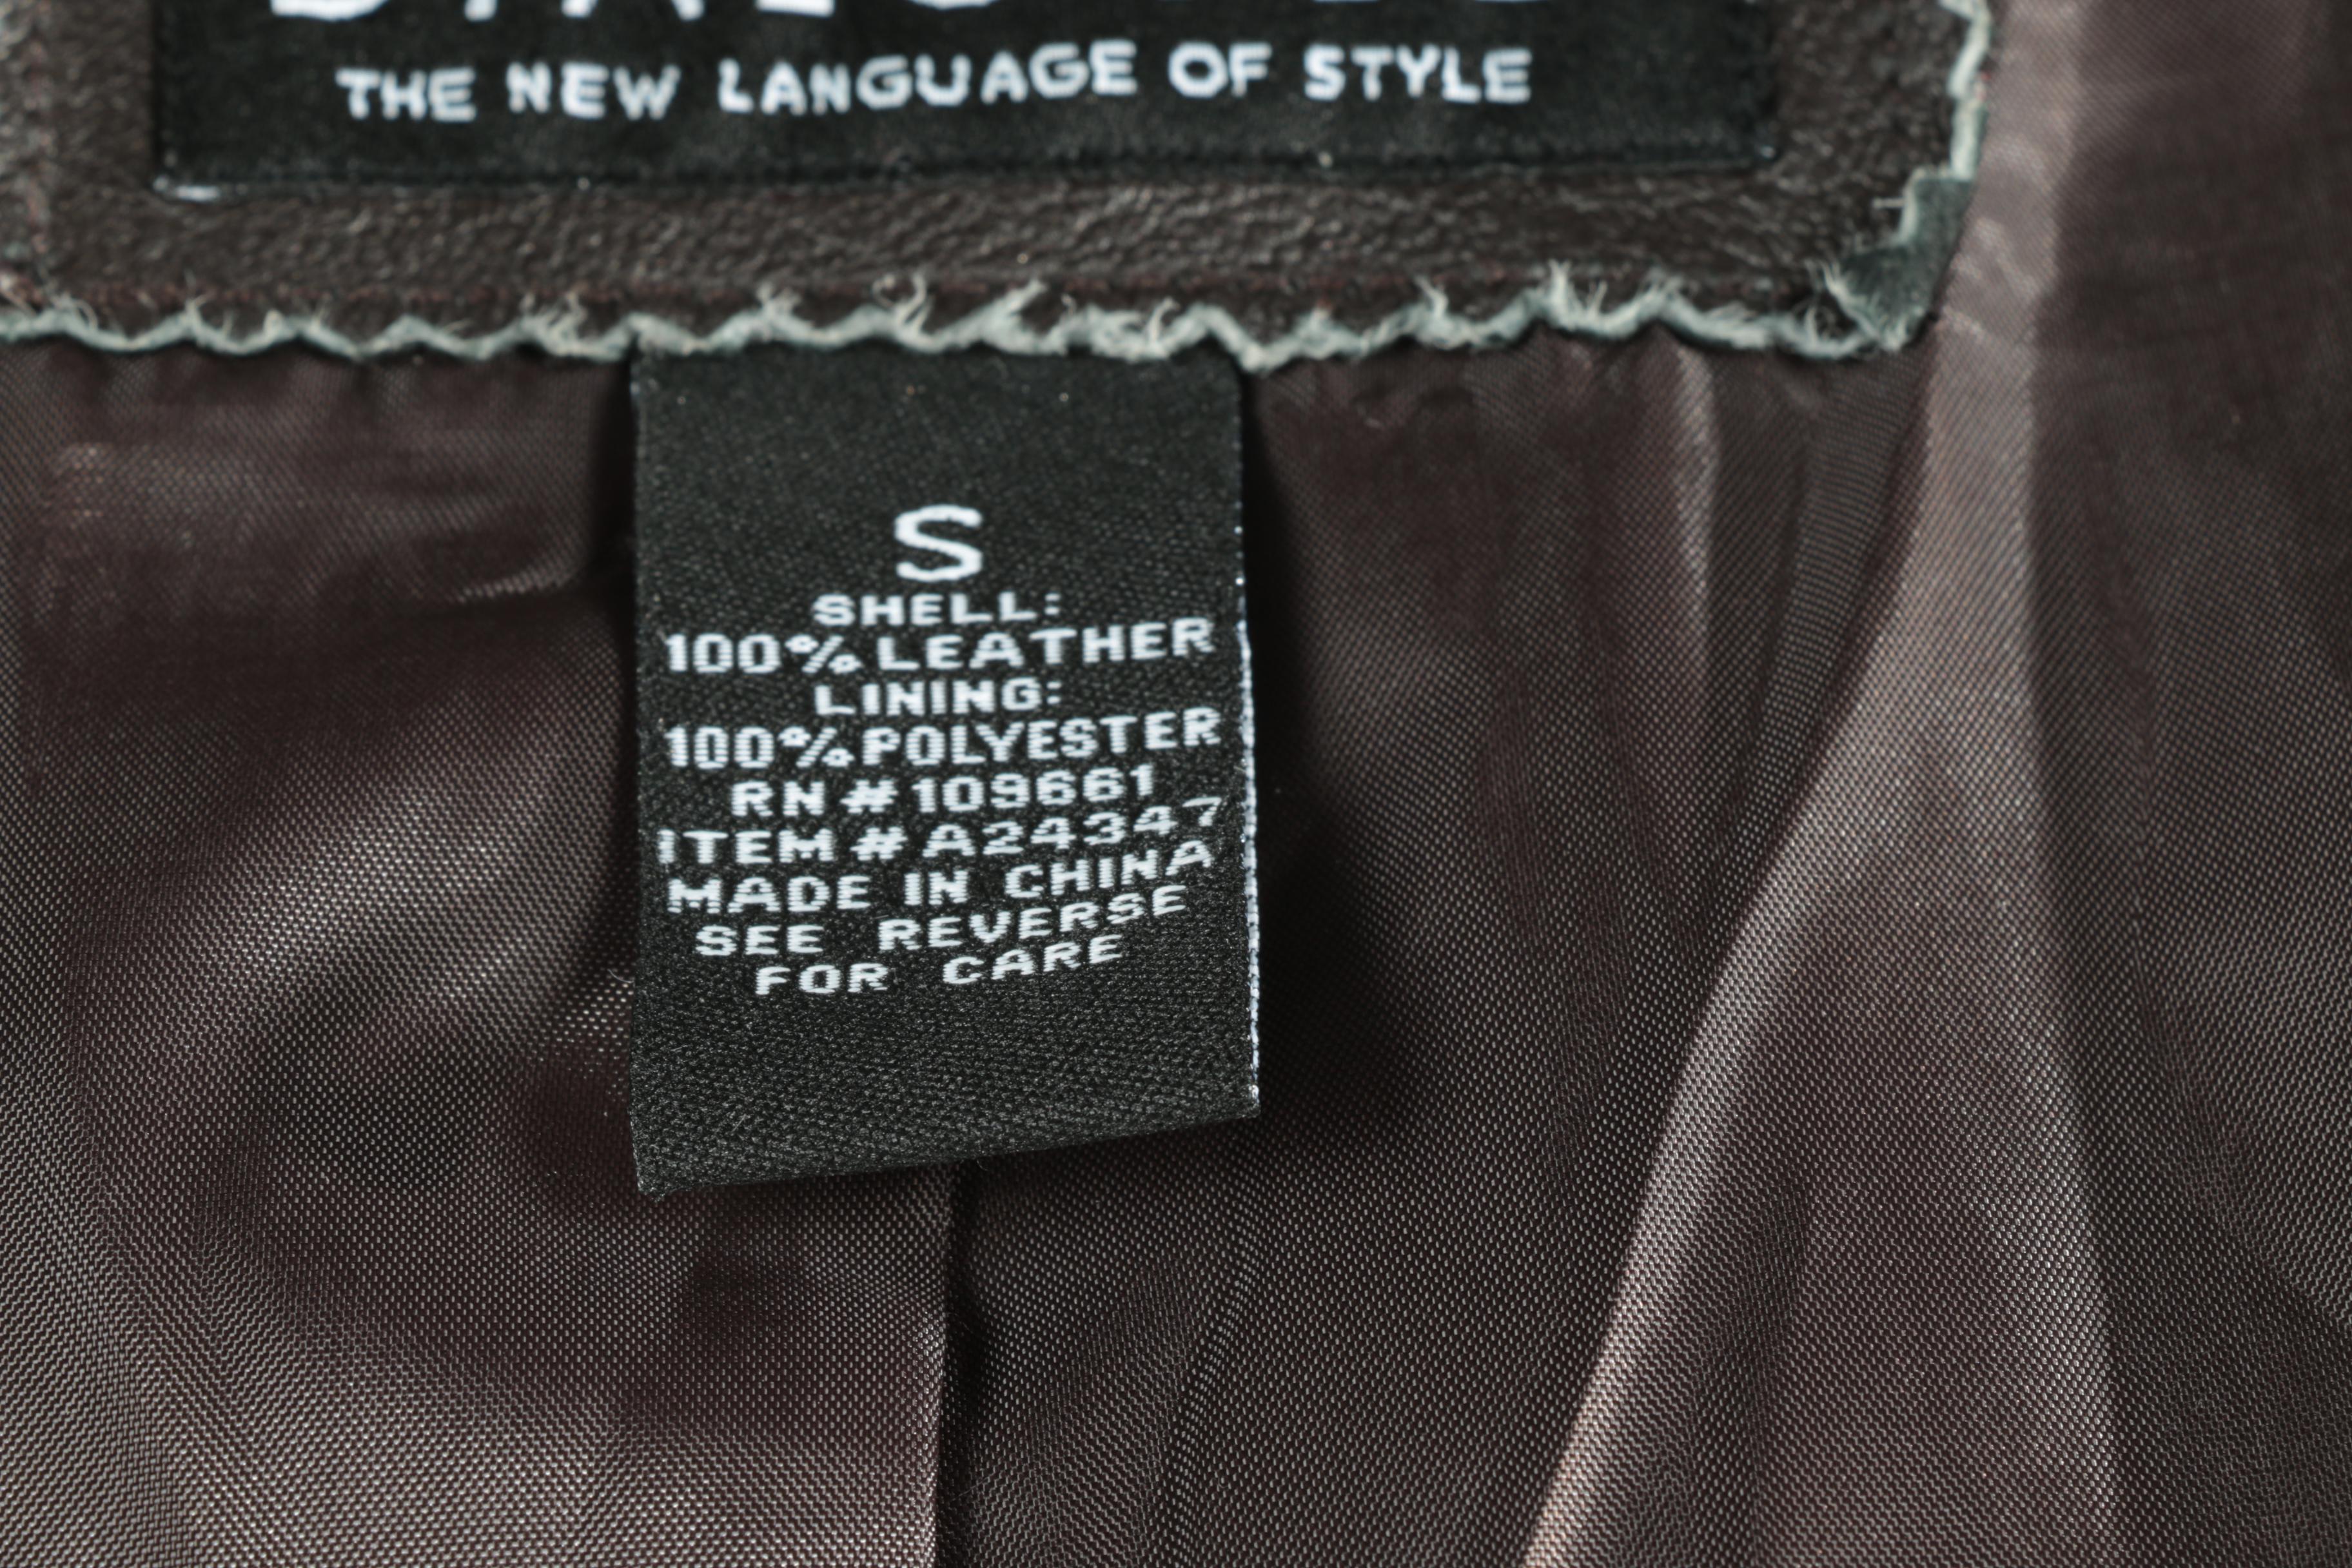 THE NEW LANGUAGE OF STYLE
S
SHELL:
100% LEATHER
LINING:
100% POLYESTER
RN # 109661
ITEM # A24347
MADE IN CHINA
SEE REVERSE
FOR CARE